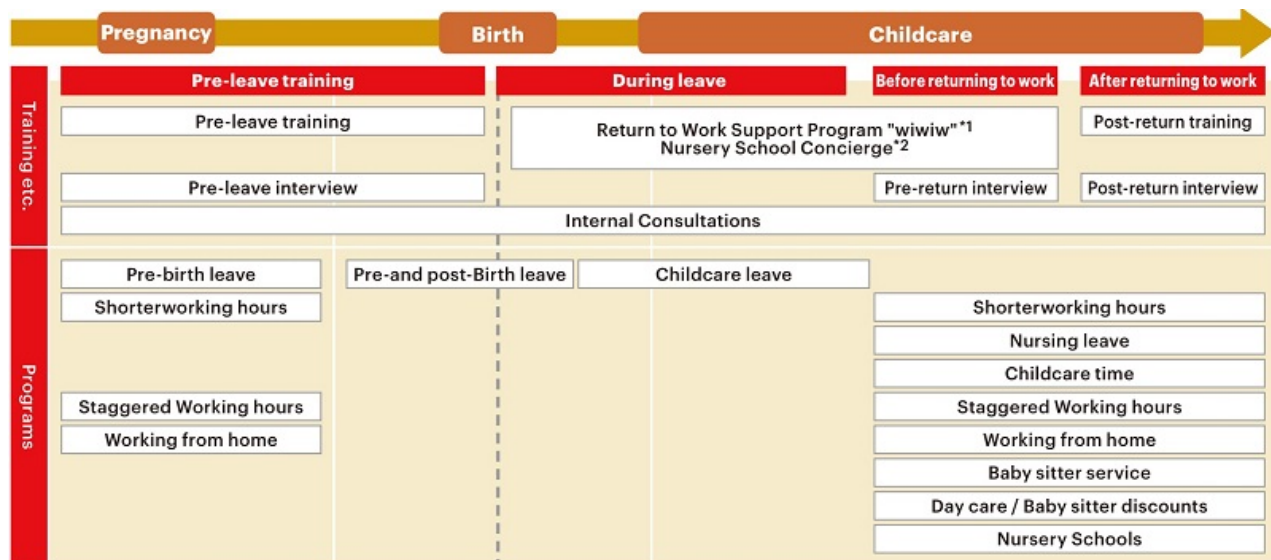 Pregnancy
Birth
Childcare
Pre-leave training
During leave
Before returning to work
After returning to work
Training etc.
Pre-leave training
Return to Work Support Program "wiwiw"*1
Nursery School Concierge*2
Post-return training
Pre-leave interview
Pre-return interview
Post-return interview
Internal Consultations
Programs
Pre-birth leave
Pre-and post-Birth leave
Childcare leave
Shorterworking hours
Shorterworking hours
Nursing leave
Childcare time
Staggered Working hours
Staggered Working hours
Working from home
Working from home
Baby sitter service
Day care / Baby sitter discounts
Nursery Schools